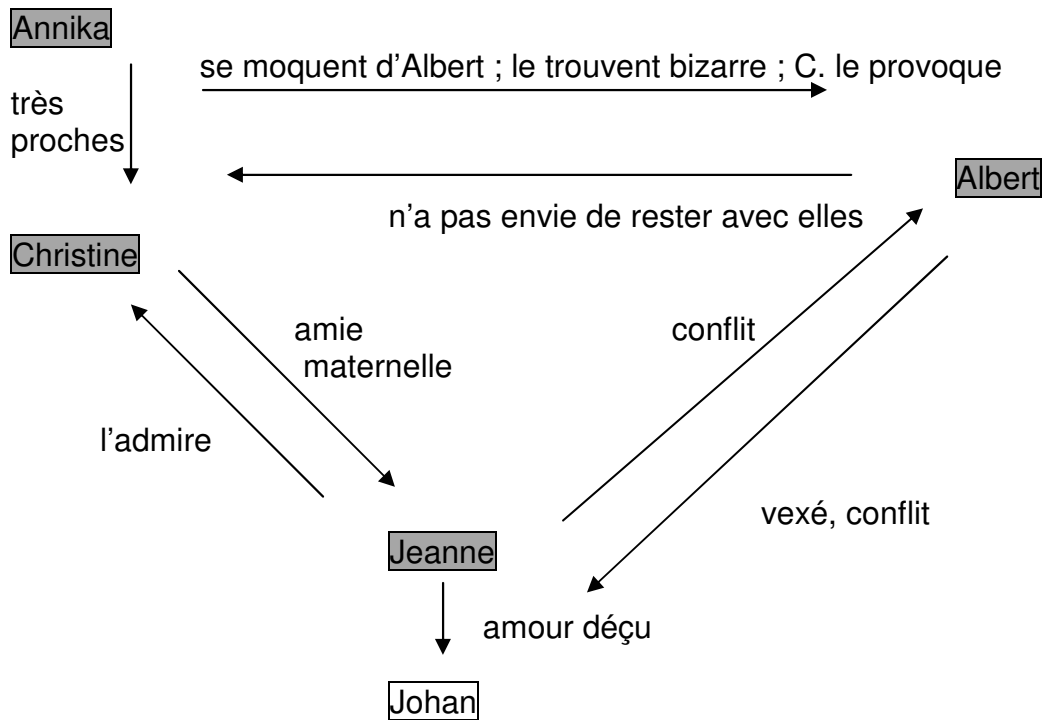 Annika
se moquent d'Albert ; le trouvent bizarre ; C. le provoque
très
proches
Albert
n'a pas envie de rester avec elles
Christine
amie
maternelle
conflit
l'admire
vexé, conflit
Jeanne
amour déçu
Johan